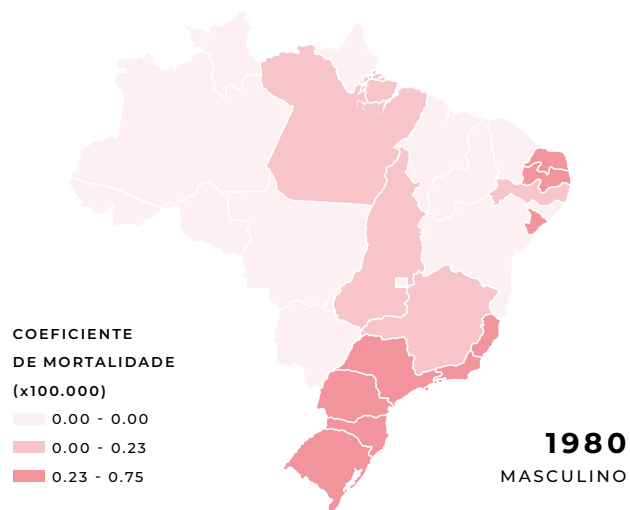 COEFICIENTE
DE MORTALIDADE
(x100.000)
0.00 - 0.00
0.00 - 0.23
0.23 - 0.75
1980
MASCULINO